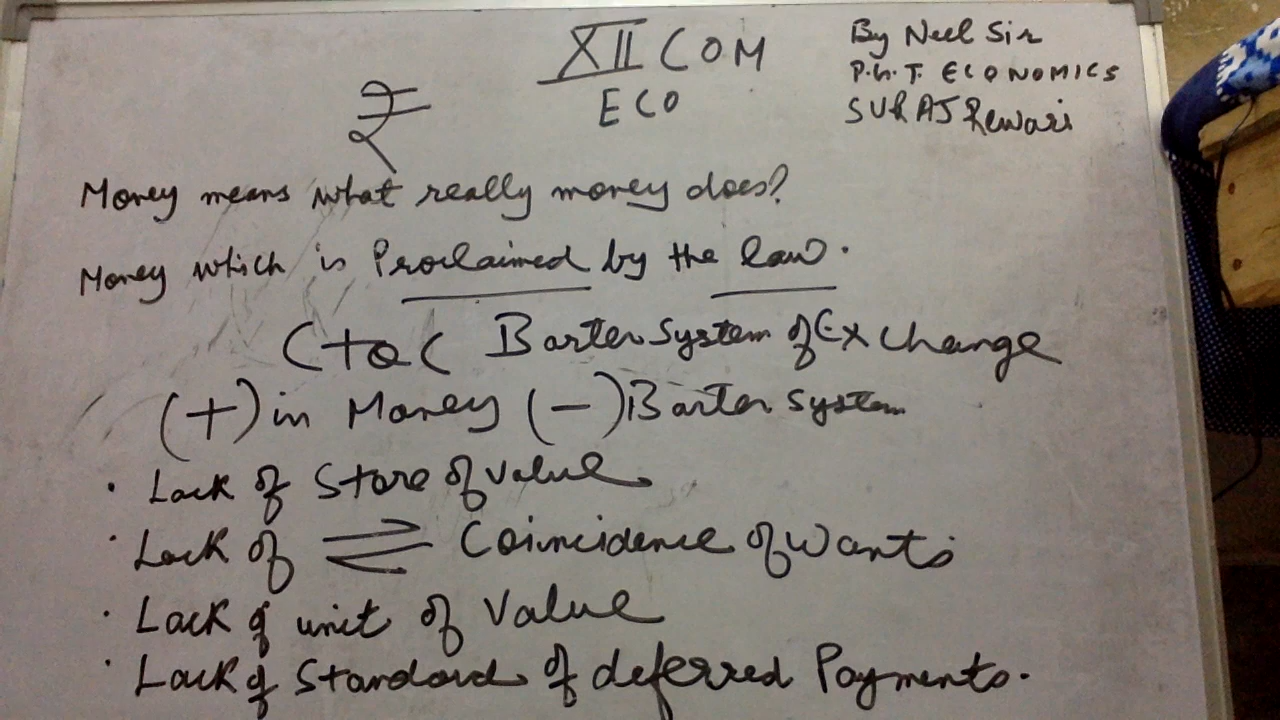 XII COM
ECO
By Neel Sir
P.G.T. ECONOMICS
SURAJ Rewari
₹
Money means what really money does?
Money which is Proclaimed by the law.
C to C Barter System of Exchange
(+) in Money (-) Barter System
· Lack of Store of value
· Lack of ⇌ Coincidence of Wants
· Lack of unit of Value
· Lack of Standard of deferred Payments.